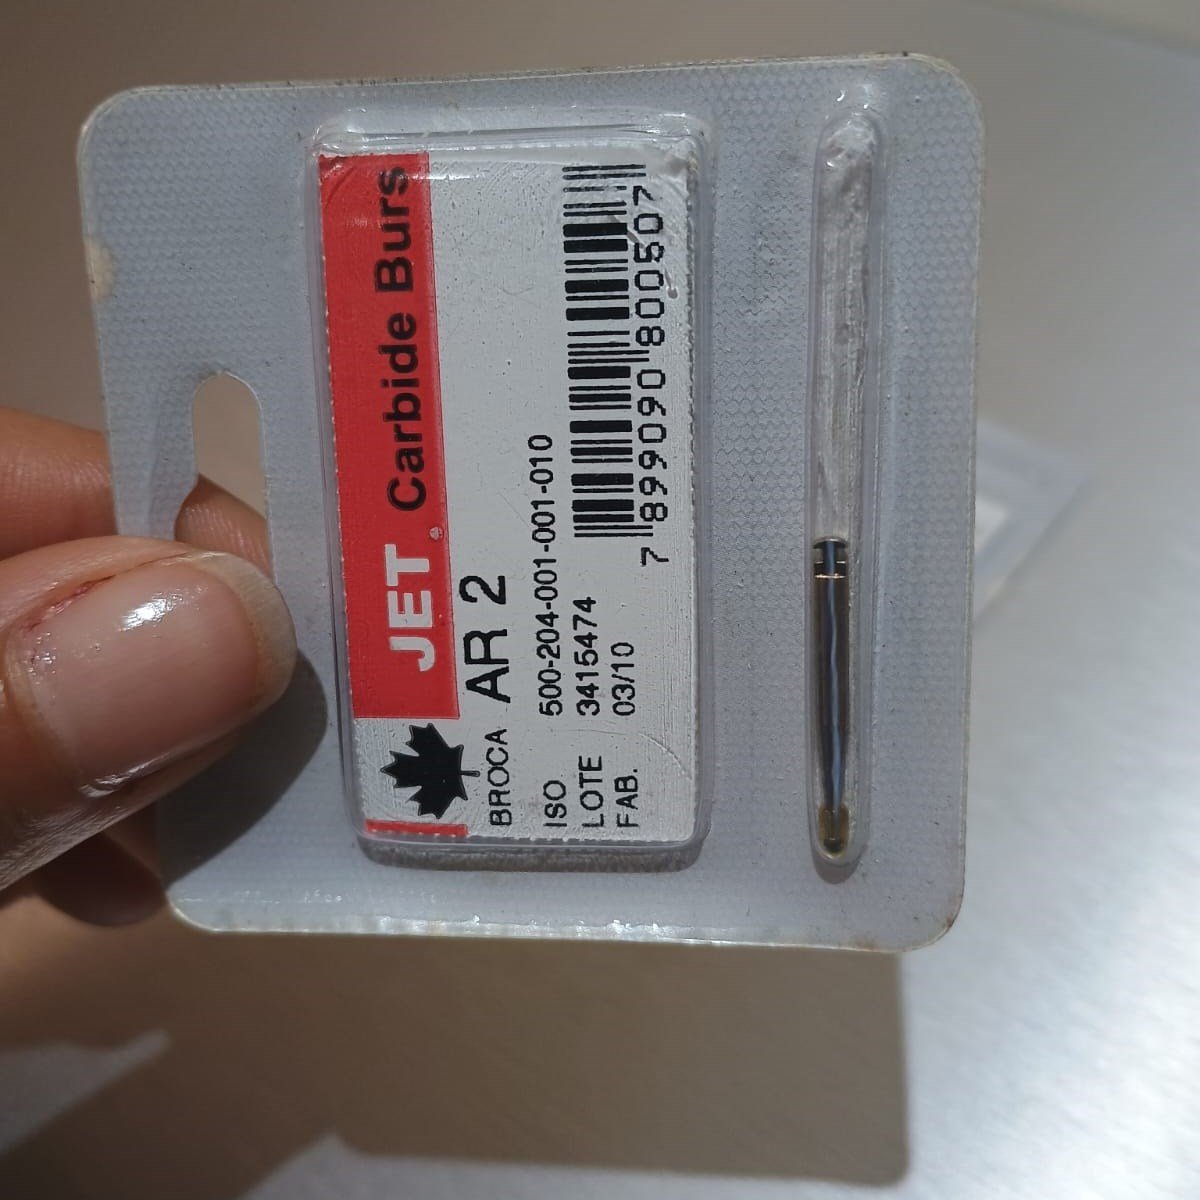 JET Carbide Burs
BROCA AR 2
ISO 500-204-001-001-010
LOTE 3415474
FAB. 03/10
7 899090 800507